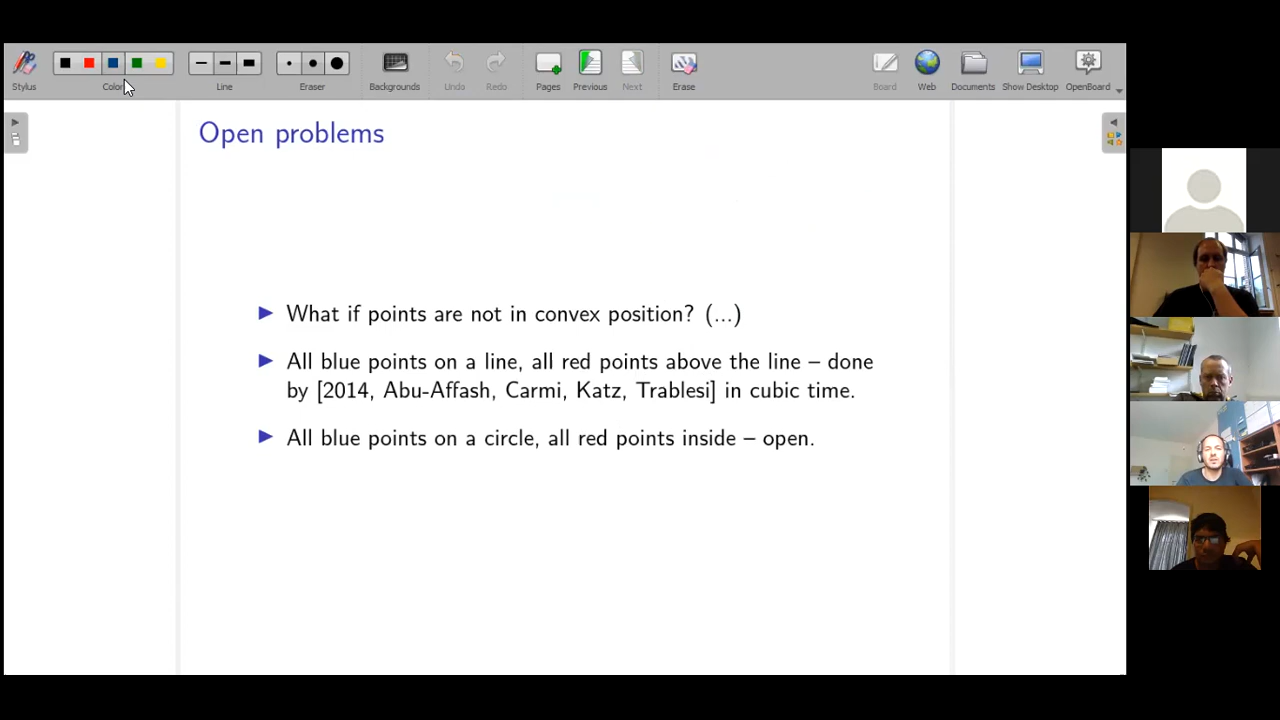 Stylus
Color
Line
Eraser
Backgrounds
Undo
Redo
Pages
Previous
Next
Erase
Board
Web
Documents
Show Desktop
OpenBoard
Open problems
What if points are not in convex position? (...)
All blue points on a line, all red points above the line – done
by [2014, Abu-Affash, Carmi, Katz, Trablesi] in cubic time.
All blue points on a circle, all red points inside – open.